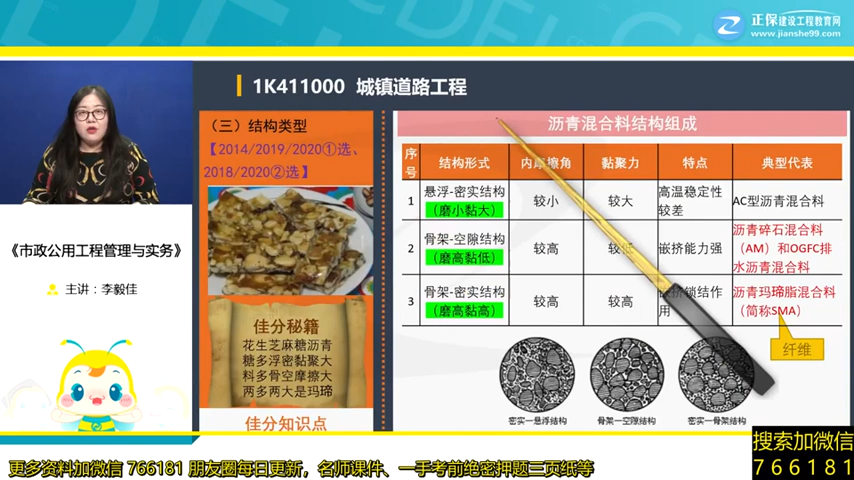 正保建设工程教育网
www.jianshe99.com
1K411000 城镇道路工程
（三）结构类型
【2014/2019/2020①选、
2018/2020②选】
佳分秘籍
花生芝麻糖沥青
糖多浮密黏聚大
料多骨空摩擦大
两多两大是玛𤧛
佳分知识点
沥青混合料结构组成
序号 结构形式 内摩擦角 黏聚力 特点 典型代表
1 悬浮-密实结构（磨小黏大） 较小 较大 高温稳定性较差 AC型沥青混合料
2 骨架-空隙结构（磨高黏低） 较高 较低 嵌挤能力强 沥青碎石混合料（AM）和OGFC排水沥青混合料
3 骨架-密实结构（磨高黏高） 较高 较高 嵌挤锁结作用 沥青玛𤧛脂混合料（简称SMA）
纤维
密实一悬浮结构
骨架一空隙结构
密实一骨架结构
《市政公用工程管理与实务》
主讲：李毅佳
更多资料加微信 766181 朋友圈每日更新，名师课件、一手考前绝密押题三页纸等
搜索加微信
766181